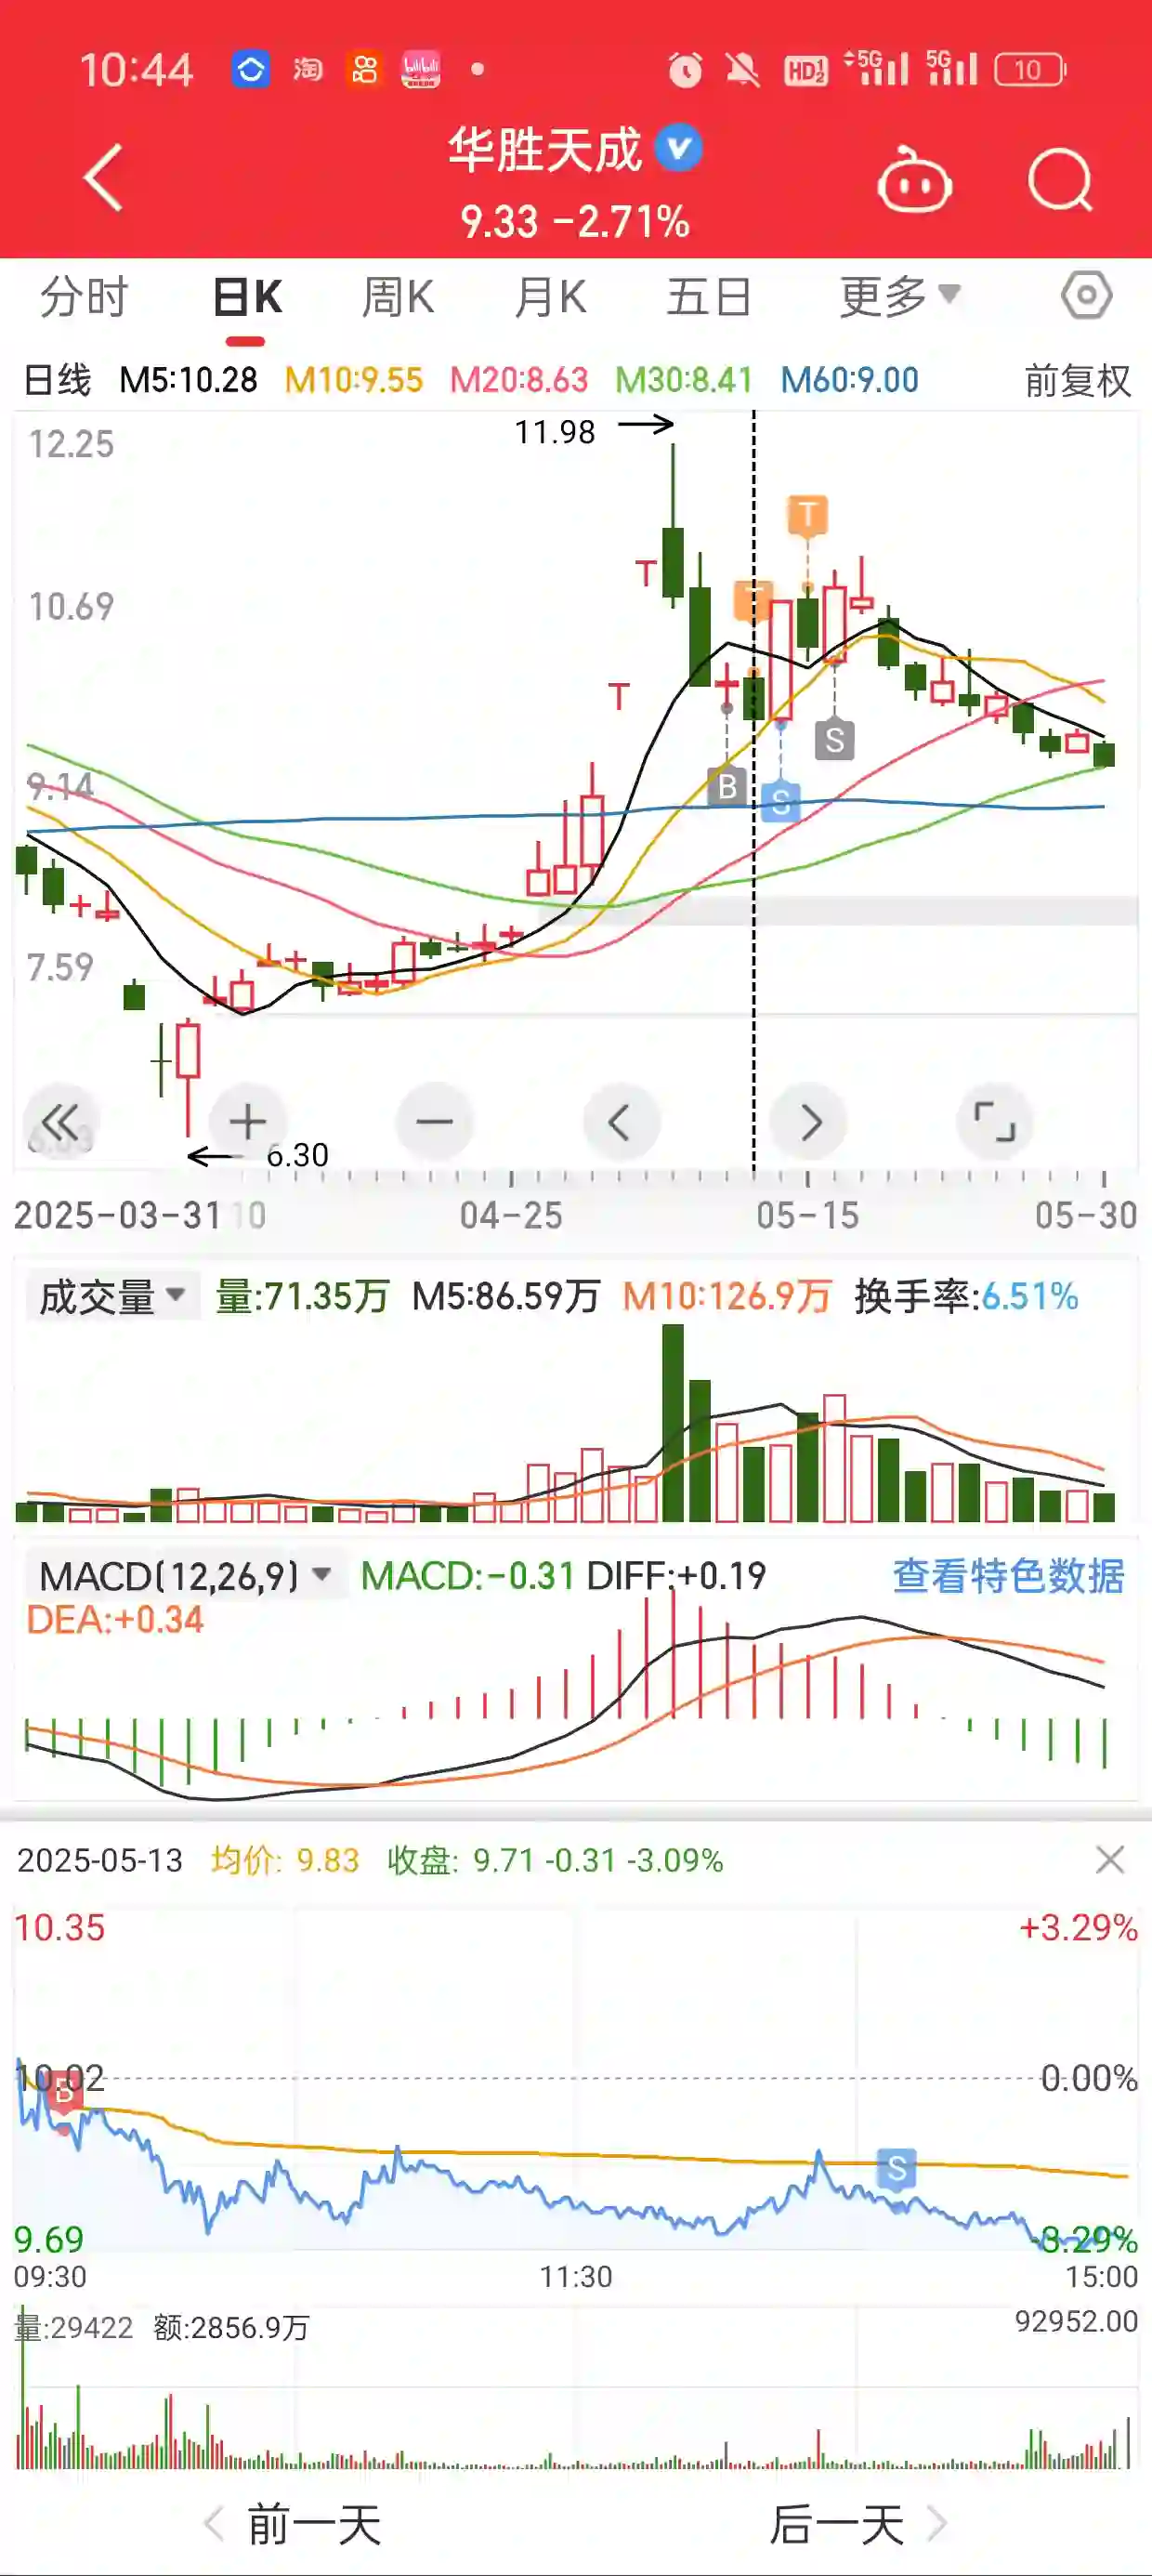 10:44 淘 bilibili HD 5G 5G 10
华胜天成
9.33 -2.71%
分时 日K 周K 月K 五日 更多
日线 M5:10.28 M10:9.55 M20:8.63 M30:8.41 M60:9.00 前复权
12.25
11.98
T
10.69
T
T
T
S
9.14
B
S
7.59
6.30
2025-03-31 10 04-25 05-15 05-30
成交量 量:71.35万 M5:86.59万 M10:126.9万 换手率:6.51%
MACD(12,26,9) MACD:-0.31 DIFF:+0.19 查看特色数据
DEA:+0.34
2025-05-13 均价: 9.83 收盘: 9.71 -0.31 -3.09%
10.35 +3.29%
10.02 0.00%
B
S
9.69 -3.29%
09:30 11:30 15:00
量:29422 额:2856.9万 92952.00
前一天 后一天